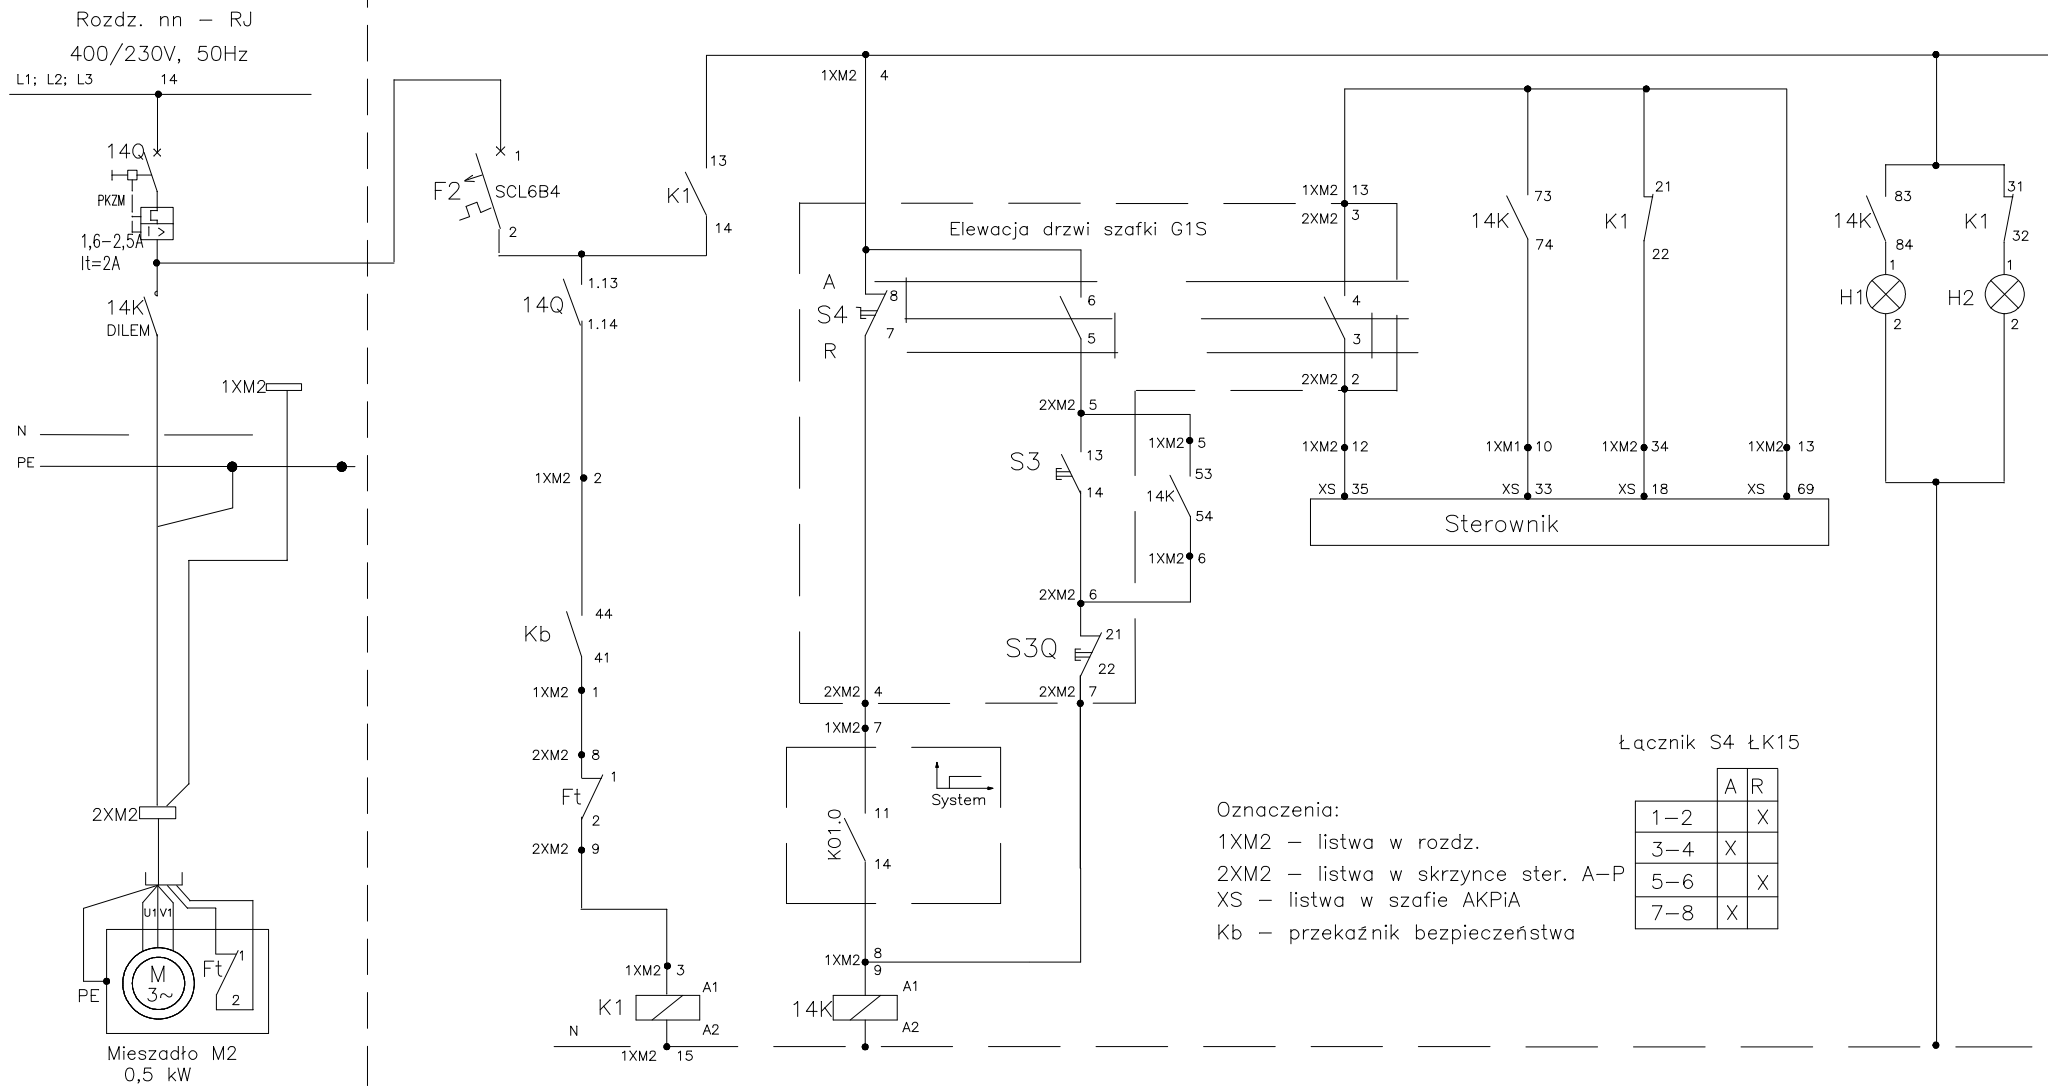 Rozdz. nn – RJ
400/230V, 50Hz
L1; L2; L3
14
14Q
PKZM
I >
1,6–2,5A
It=2A
14K
DILEM
1XM2
N
PE
2XM2
U1 V1
M
3~
Ft
1
2
PE
Mieszadło M2
0,5 kW
F2
1
SCL6B4
2
K1
13
14
14Q
1.13
1.14
1XM2 2
Kb
44
41
1XM2 1
2XM2 8
Ft
1
2
2XM2 9
1XM2 3
K1
A1
A2
N
1XM2 15
1XM2 4
Elewacja drzwi szafki G1S
A
S4
R
8
7
6
5
2XM2 5
S3
13
14
1XM2 5
53
14K
54
1XM2 6
2XM2 6
S3Q
21
22
2XM2 4
2XM2 7
1XM2 7
System
K01.0
11
14
1XM2 8
9
14K
A1
A2
1XM2 13
2XM2 3
4
3
2XM2 2
1XM2 12
XS 35
14K
73
74
1XM1 10
XS 33
K1
21
22
1XM2 34
XS 18
1XM2 13
XS 69
Sterownik
14K
83
84
H1
1
2
K1
31
32
H2
1
2
Oznaczenia:
1XM2 – listwa w rozdz.
2XM2 – listwa w skrzynce ster. A–P
XS – listwa w szafie AKPiA
Kb – przekaźnik bezpieczeństwa
Łącznik S4 ŁK15
A R
1–2 X
3–4 X
5–6 X
7–8 X